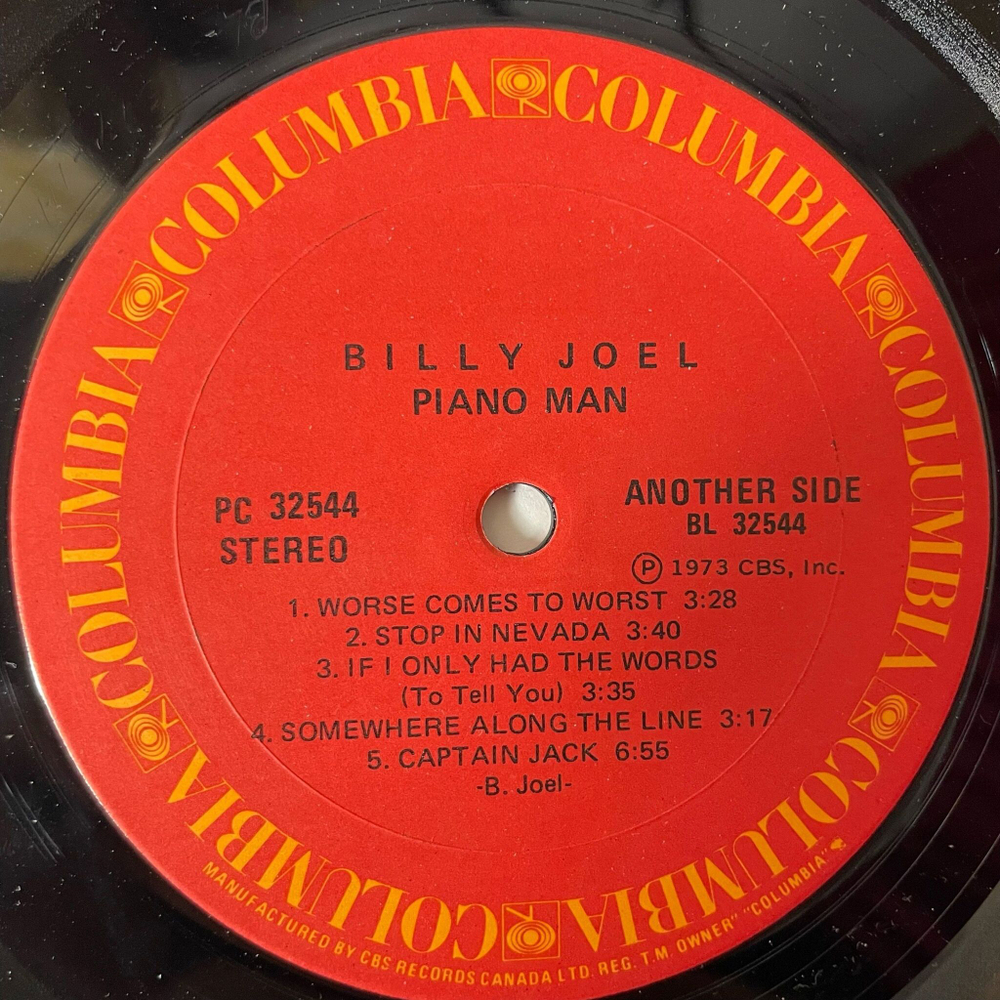 COLUMBIA COLUMBIA COLUMBIA COLUMBIA COLUMBIA COLUMBIA
BILLY JOEL
PIANO MAN
PC 32544
STEREO
ANOTHER SIDE
BL 32544
Ⓟ 1973 CBS, Inc.
1. WORSE COMES TO WORST 3:28
2. STOP IN NEVADA 3:40
3. IF I ONLY HAD THE WORDS
(To Tell You) 3:35
4. SOMEWHERE ALONG THE LINE 3:17
5. CAPTAIN JACK 6:55
-B. Joel-
MANUFACTURED BY CBS RECORDS CANADA LTD. REG. T.M. OWNER" "COLUMBIA"